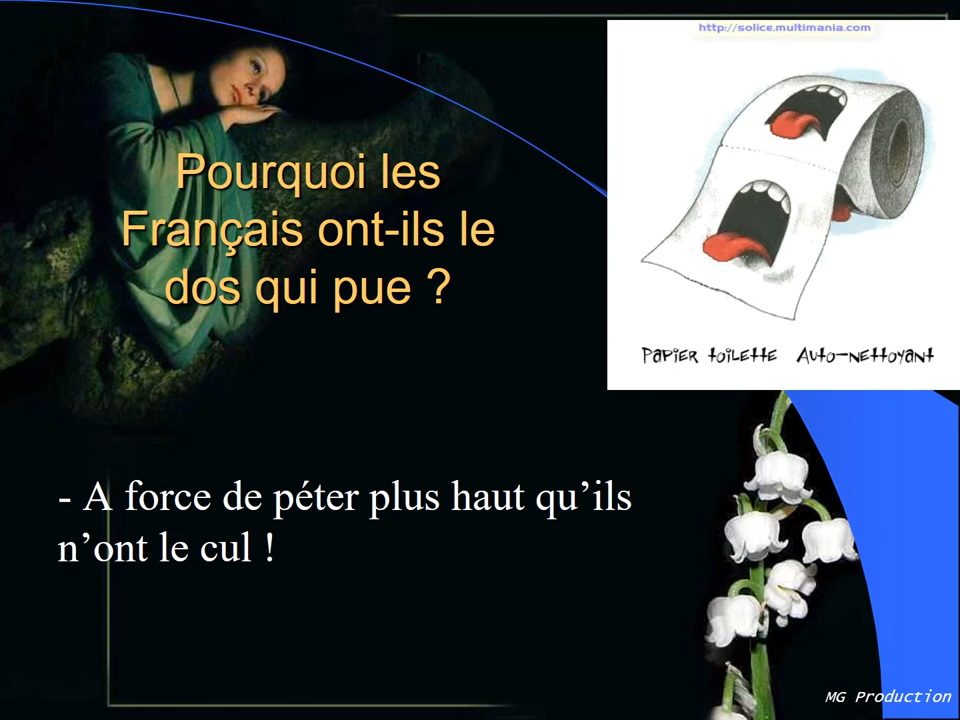 http://solice.multimania.com
Pourquoi les
Français ont-ils le
dos qui pue ?
Papier toilette Auto-nettoyant
- A force de péter plus haut qu’ils
n’ont le cul !
MG Production